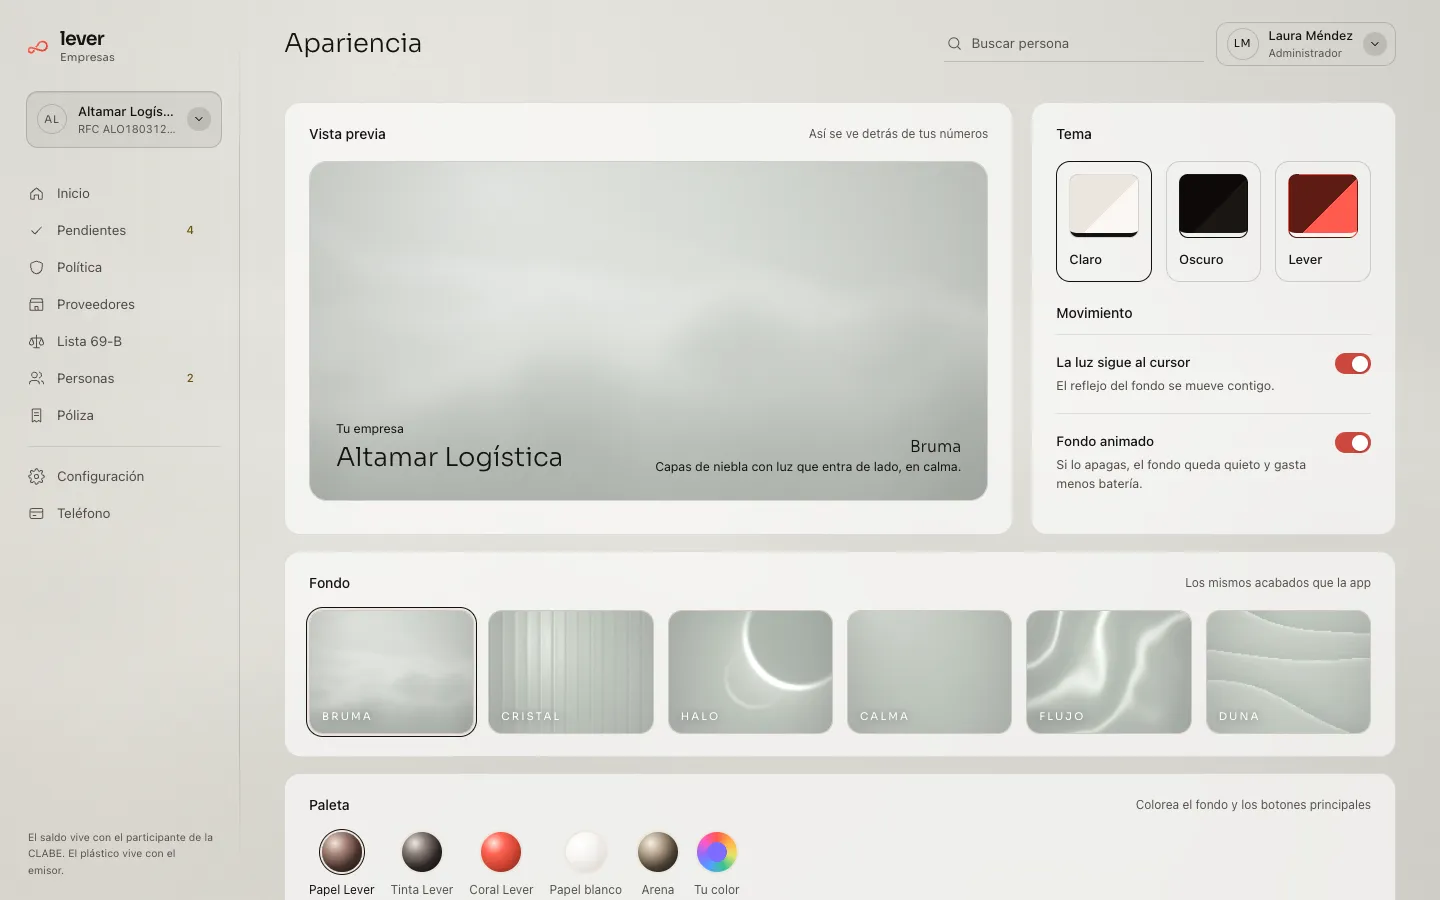 lever
Empresas
AL
Altamar Logís...
RFC ALO180312...
Inicio
Pendientes 4
Política
Proveedores
Lista 69-B
Personas 2
Póliza
Configuración
Teléfono
El saldo vive con el participante de la
CLABE. El plástico vive con el
emisor.
Apariencia
Buscar persona
LM
Laura Méndez
Administrador
Vista previa
Así se ve detrás de tus números
Tu empresa
Altamar Logística
Bruma
Capas de niebla con luz que entra de lado, en calma.
Tema
Claro
Oscuro
Lever
Movimiento
La luz sigue al cursor
El reflejo del fondo se mueve contigo.
Fondo animado
Si lo apagas, el fondo queda quieto y gasta
menos batería.
Fondo
Los mismos acabados que la app
BRUMA
CRISTAL
HALO
CALMA
FLUJO
DUNA
Paleta
Colorea el fondo y los botones principales
Papel Lever
Tinta Lever
Coral Lever
Papel blanco
Arena
Tu color